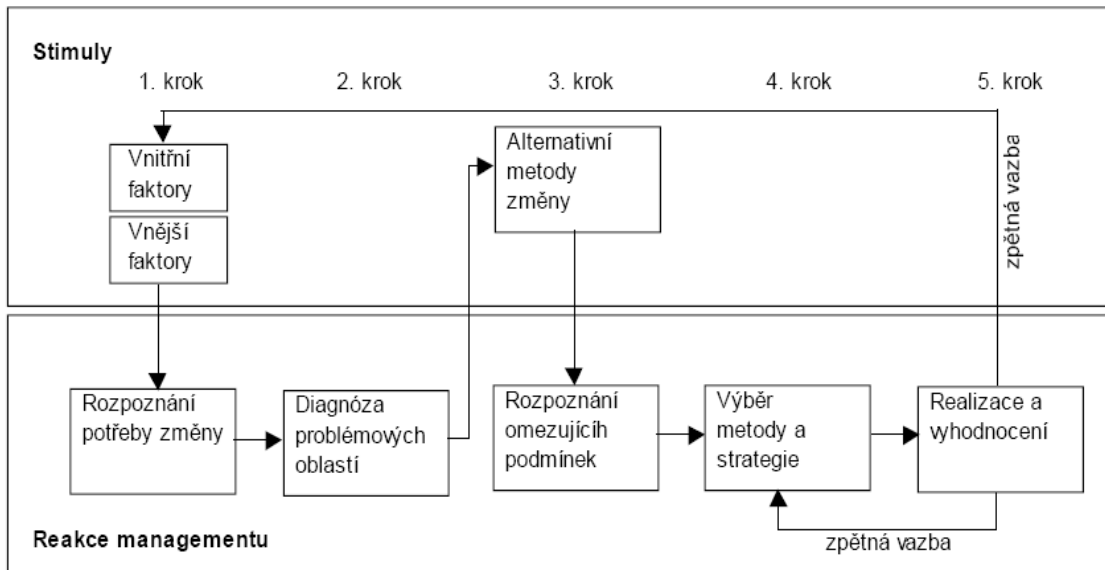 Stimuly
1. krok
2. krok
3. krok
4. krok
5. krok
Vnitřní
faktory
Vnější
faktory
Alternativní
metody
změny
zpětná vazba
Rozpoznání
potřeby změny
Diagnóza
problémových
oblastí
Rozpoznání
omezujícíh
podmínek
Výběr
metody a
strategie
Realizace a
vyhodnocení
zpětná vazba
Reakce managementu